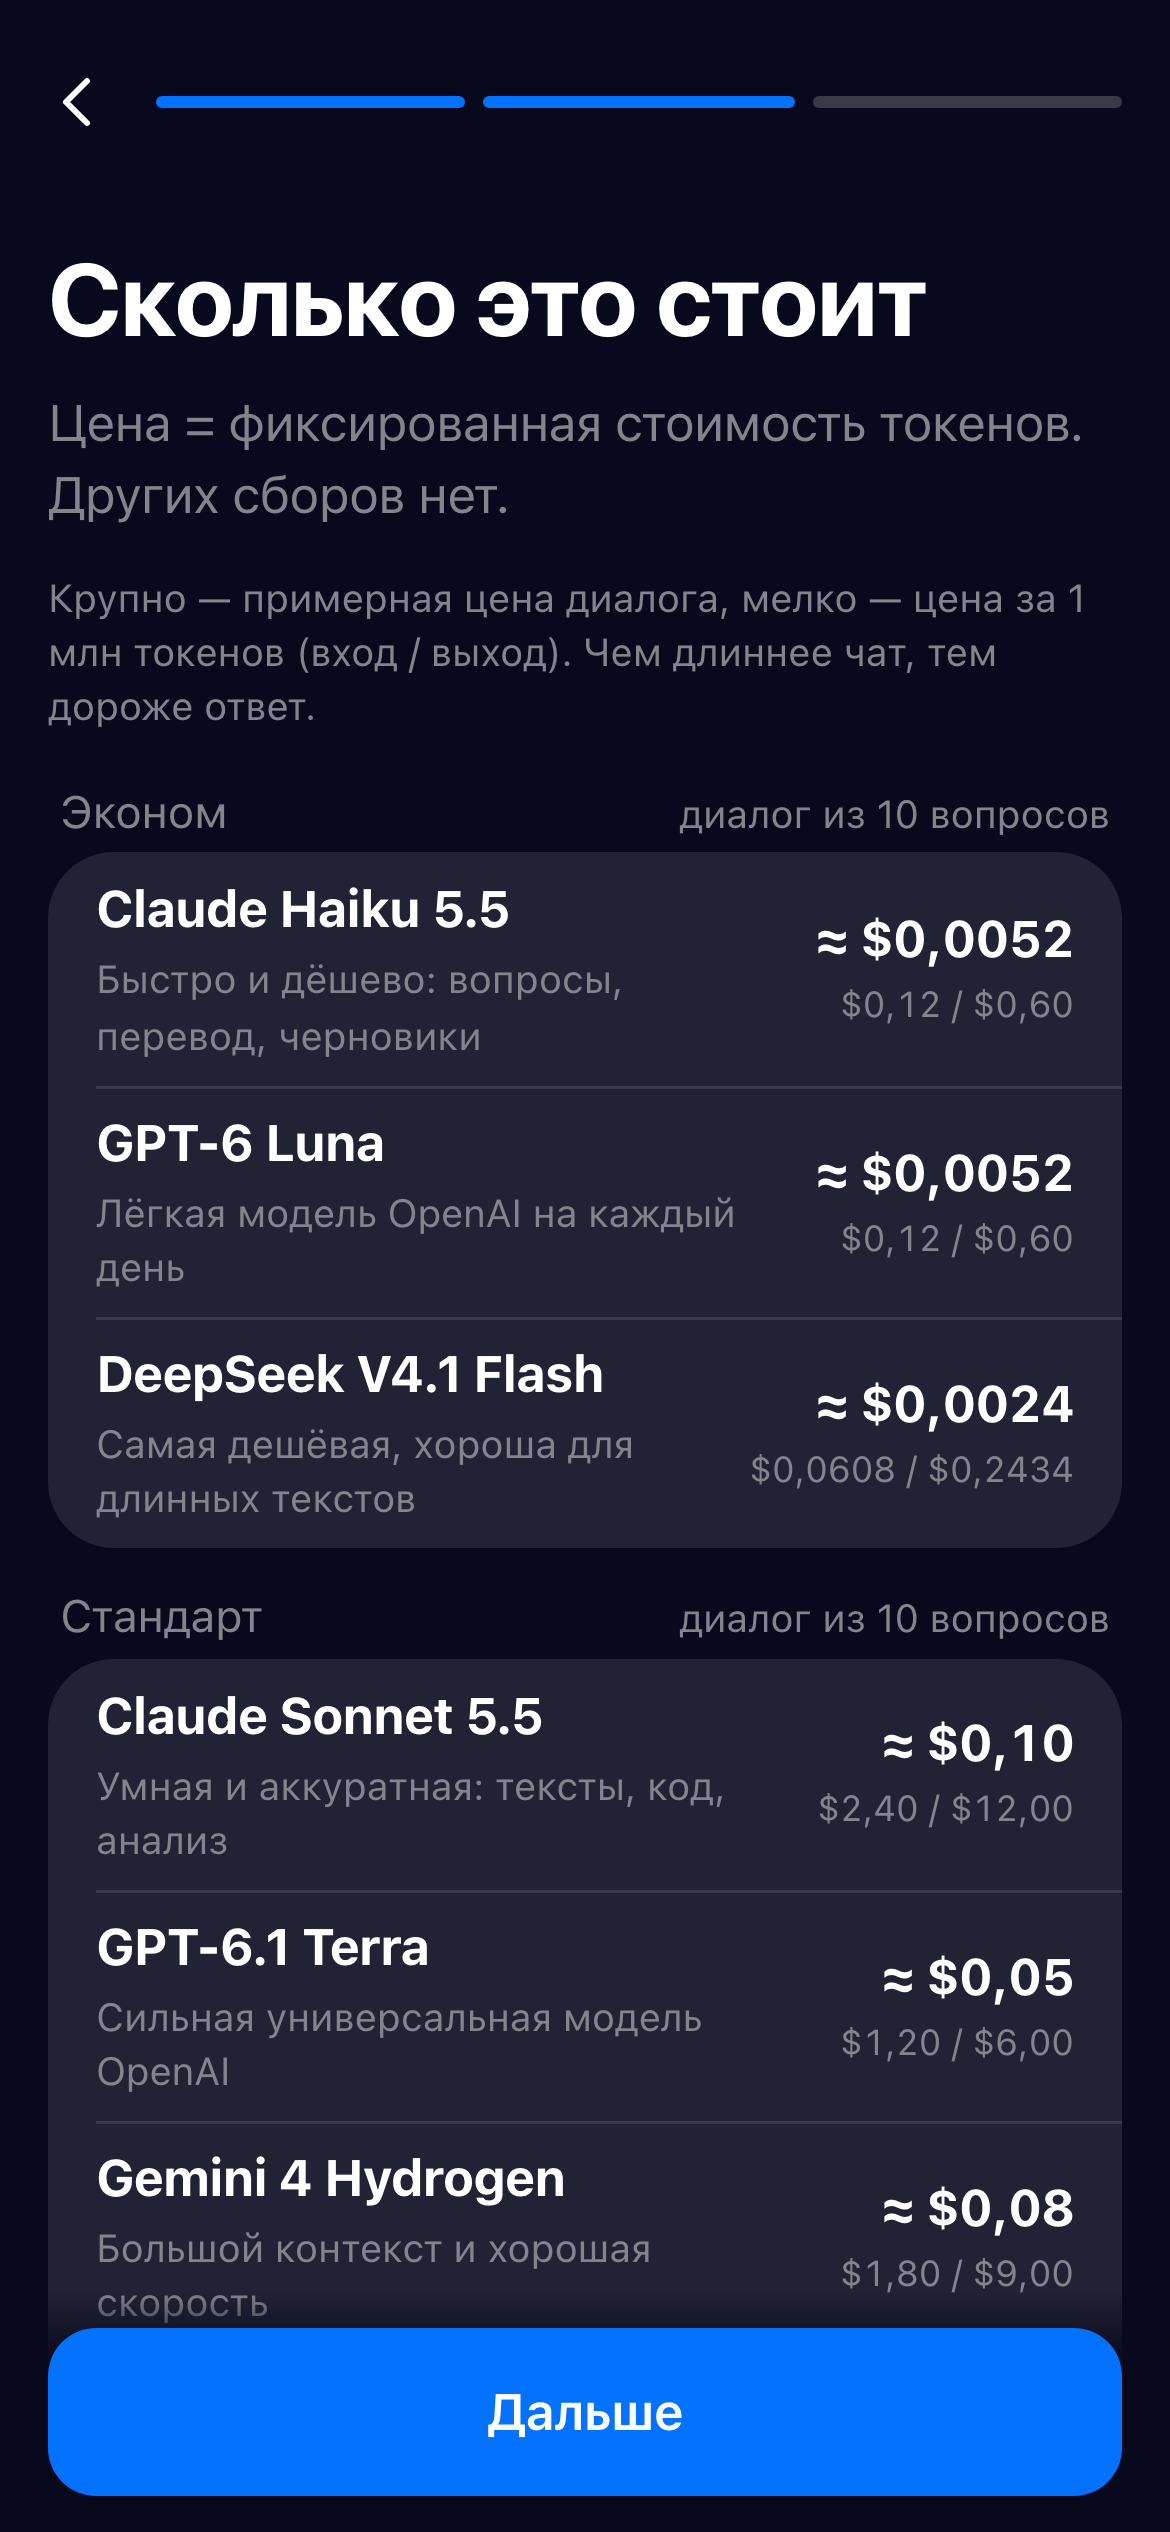 Сколько это стоит
Цена = фиксированная стоимость токенов.
Других сборов нет.
Крупно — примерная цена диалога, мелко — цена за 1
млн токенов (вход / выход). Чем длиннее чат, тем
дороже ответ.
Эконом
диалог из 10 вопросов
Claude Haiku 5.5
Быстро и дёшево: вопросы,
перевод, черновики
≈ $0,0052
$0,12 / $0,60
GPT-6 Luna
Лёгкая модель OpenAI на каждый
день
≈ $0,0052
$0,12 / $0,60
DeepSeek V4.1 Flash
Самая дешёвая, хороша для
длинных текстов
≈ $0,0024
$0,0608 / $0,2434
Стандарт
диалог из 10 вопросов
Claude Sonnet 5.5
Умная и аккуратная: тексты, код,
анализ
≈ $0,10
$2,40 / $12,00
GPT-6.1 Terra
Сильная универсальная модель
OpenAI
≈ $0,05
$1,20 / $6,00
Gemini 4 Hydrogen
Большой контекст и хорошая
скорость
≈ $0,08
$1,80 / $9,00
Дальше